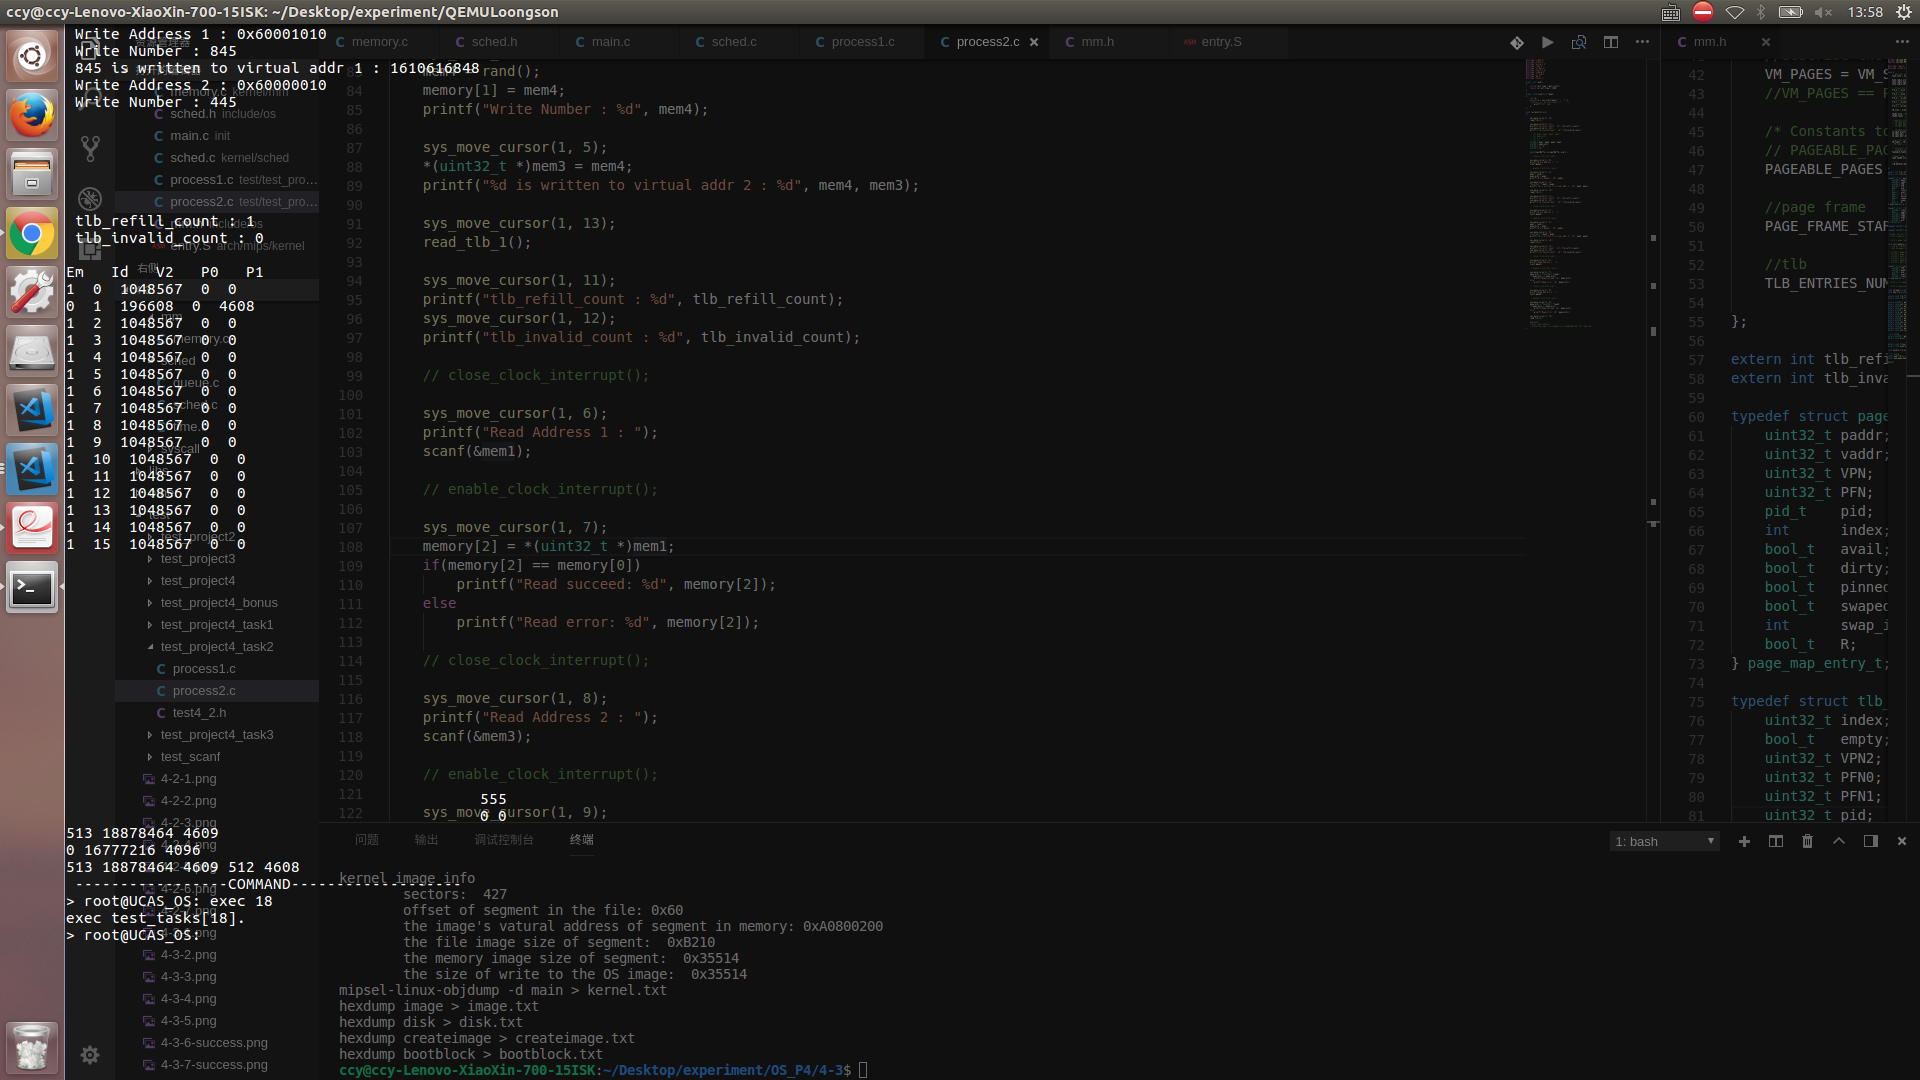 ccy@ccy-Lenovo-XiaoXin-700-15ISK: ~/Desktop/experiment/QEMULoongson
13:58
Write Address 1 : 0x60001010
Write Number : 845
845 is written to virtual addr 1 : 1610616848
Write Address 2 : 0x60000010
Write Number : 445
tlb_refill_count : 1
tlb_invalid_count : 0
Em Id V2 P0 P1
1 0 1048567 0 0
0 1 196608 0 4608
1 2 1048567 0 0
1 3 1048567 0 0
1 4 1048567 0 0
1 5 1048567 0 0
1 6 1048567 0 0
1 7 1048567 0 0
1 8 1048567 0 0
1 9 1048567 0 0
1 10 1048567 0 0
1 11 1048567 0 0
1 12 1048567 0 0
1 13 1048567 0 0
1 14 1048567 0 0
1 15 1048567 0 0
555
0 0
513 18878464 4609
0 16777216 4096
513 18878464 4609 512 4608
-----------------COMMAND-------------------
> root@UCAS_OS: exec 18
exec test_tasks[18].
> root@UCAS_OS:
sched.h include/os
main.c init
sched.c kernel/sched
process1.c test/test_pro...
process2.c test/test_pro...
entry.S arch/mips/kernel
右侧
test_project2
test_project3
test_project4
test_project4_bonus
test_project4_task1
test_project4_task2
process1.c
process2.c
test4_2.h
test_project4_task3
test_scanf
4-2-1.png
4-2-2.png
4-2-3.png
4-3-2.png
4-3-3.png
4-3-4.png
4-3-5.png
4-3-6-success.png
4-3-7-success.png
memory.c
sched.h
main.c
sched.c
process1.c
process2.c
mm.h
entry.S
84 memory[1] = mem4;
85 printf("Write Number : %d", mem4);
86
87 sys_move_cursor(1, 5);
88 *(uint32_t *)mem3 = mem4;
89 printf("%d is written to virtual addr 2 : %d", mem4, mem3);
90
91 sys_move_cursor(1, 13);
92 read_tlb_1();
93
94 sys_move_cursor(1, 11);
95 printf("tlb_refill_count : %d", tlb_refill_count);
96 sys_move_cursor(1, 12);
97 printf("tlb_invalid_count : %d", tlb_invalid_count);
98
99 // close_clock_interrupt();
100
101 sys_move_cursor(1, 6);
102 printf("Read Address 1 : ");
103 scanf(&mem1);
104
105 // enable_clock_interrupt();
106
107 sys_move_cursor(1, 7);
108 memory[2] = *(uint32_t *)mem1;
109 if(memory[2] == memory[0])
110 printf("Read succeed: %d", memory[2]);
111 else
112 printf("Read error: %d", memory[2]);
113
114 // close_clock_interrupt();
115
116 sys_move_cursor(1, 8);
117 printf("Read Address 2 : ");
118 scanf(&mem3);
119
120 // enable_clock_interrupt();
121
122 sys_move_cursor(1, 9);
mm.h
42 VM_PAGES = VM_S
43 //VM_PAGES == P
44
45 /* Constants to
46 // PAGEABLE_PAG
47 PAGEABLE_PAGES
48
49 //page frame
50 PAGE_FRAME_STAR
51
52 //tlb
53 TLB_ENTRIES_NUM
54
55 };
56
57 extern int tlb_refi
58 extern int tlb_inva
59
60 typedef struct page
61 uint32_t paddr;
62 uint32_t vaddr;
63 uint32_t VPN;
64 uint32_t PFN;
65 pid_t pid;
66 int index;
67 bool_t avail;
68 bool_t dirty;
69 bool_t pinned
70 bool_t swaped
71 int swap_i
72 bool_t R;
73 } page_map_entry_t;
74
75 typedef struct tlb_
76 uint32_t index;
77 bool_t empty;
78 uint32_t VPN2;
79 uint32_t PFN0;
80 uint32_t PFN1;
81 uint32_t pid;
问题 输出 调试控制台 终端
1: bash
kernel image info
sectors: 427
offset of segment in the file: 0x60
the image's vatural address of segment in memory: 0xA0800200
the file image size of segment: 0xB210
the memory image size of segment: 0x35514
the size of write to the OS image: 0x35514
mipsel-linux-objdump -d main > kernel.txt
hexdump image > image.txt
hexdump disk > disk.txt
hexdump createimage > createimage.txt
hexdump bootblock > bootblock.txt
ccy@ccy-Lenovo-XiaoXin-700-15ISK:~/Desktop/experiment/OS_P4/4-3$